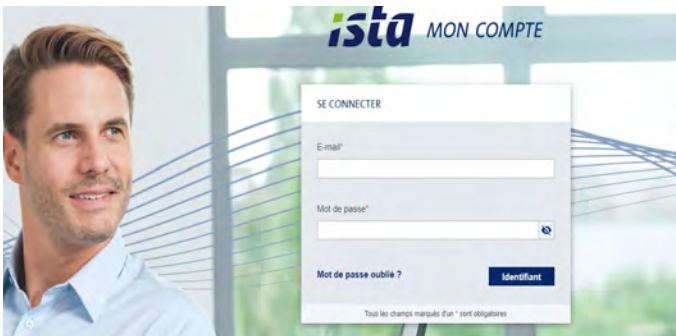 ista MON COMPTE
SE CONNECTER
E-mail*
Mot de passe*
Mot de passe oublié ?
Identifiant
Tous les champs marqués d'un * sont obligatoires